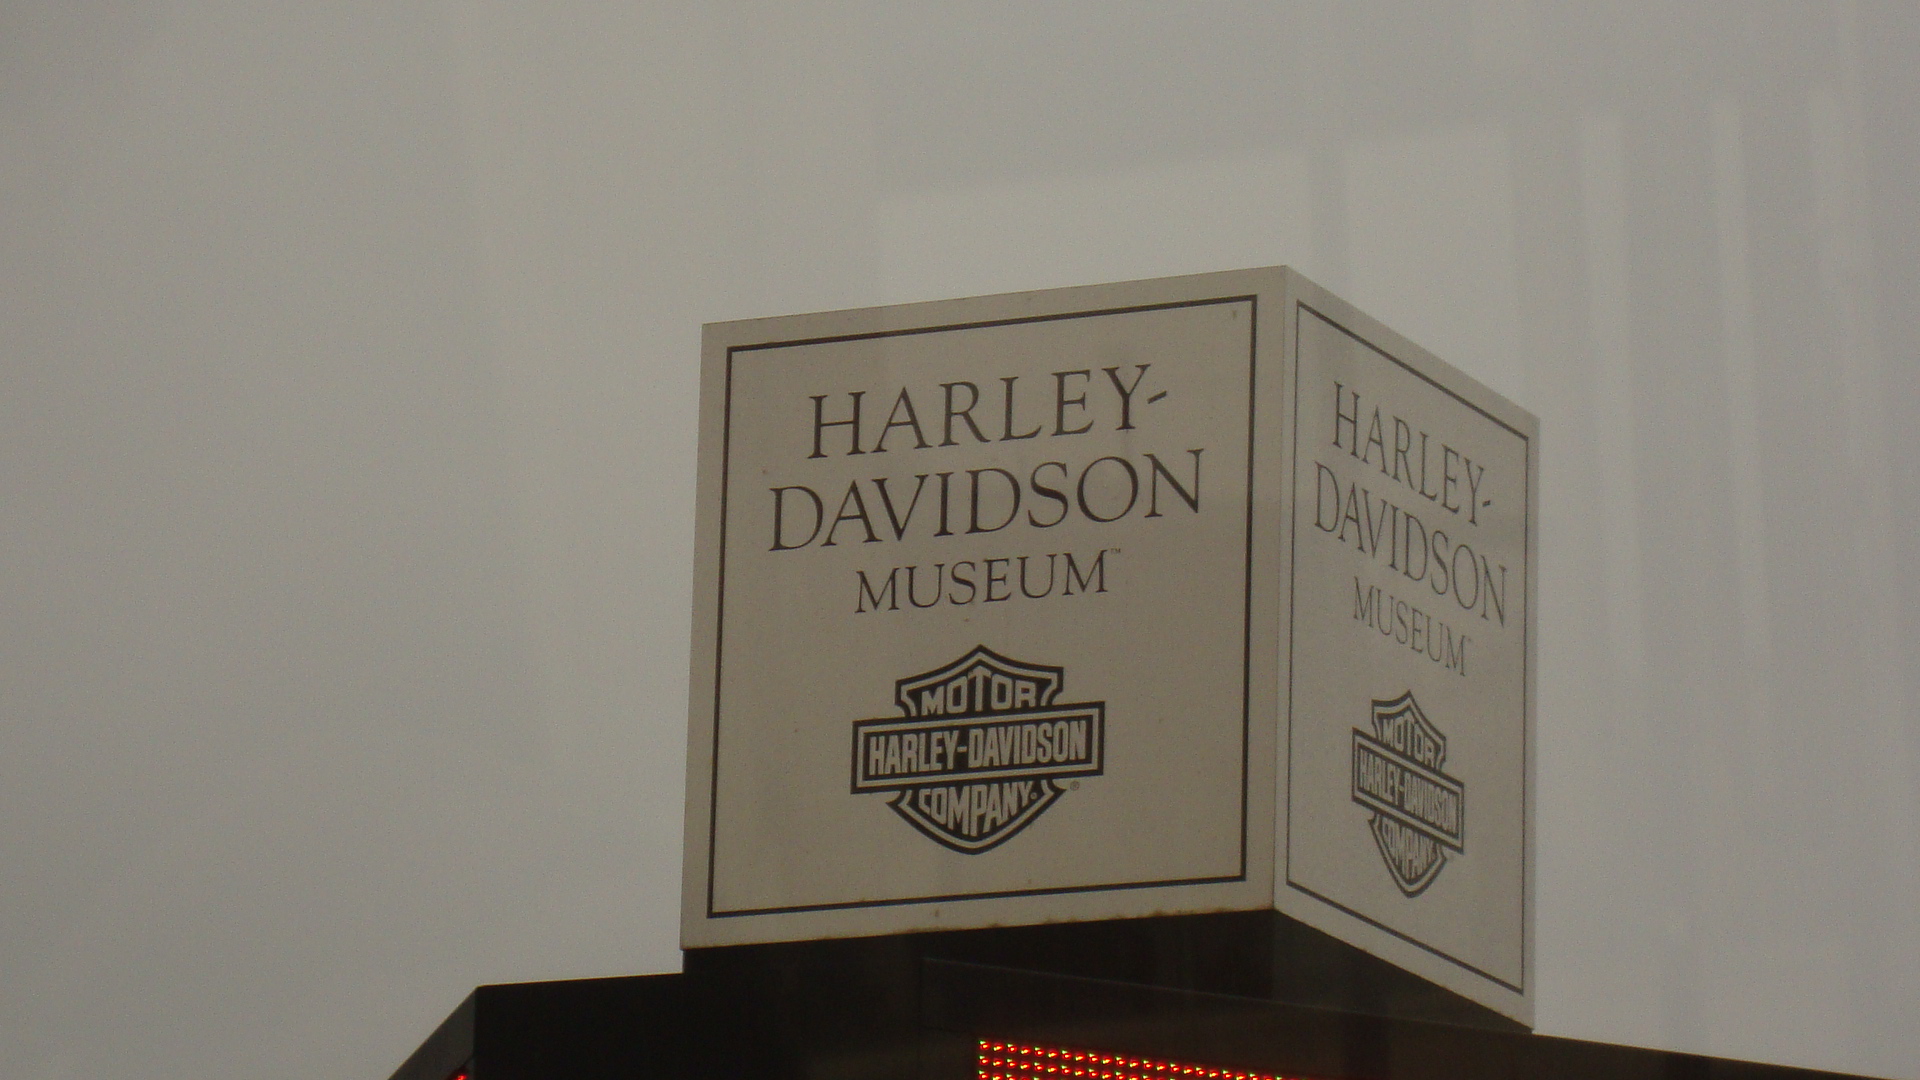 HARLEY-
DAVIDSON
MUSEUM™
MOTOR
HARLEY-DAVIDSON
COMPANY
®
HARLEY-
DAVIDSON
MUSEUM™
MOTOR
HARLEY-DAVIDSON
COMPANY